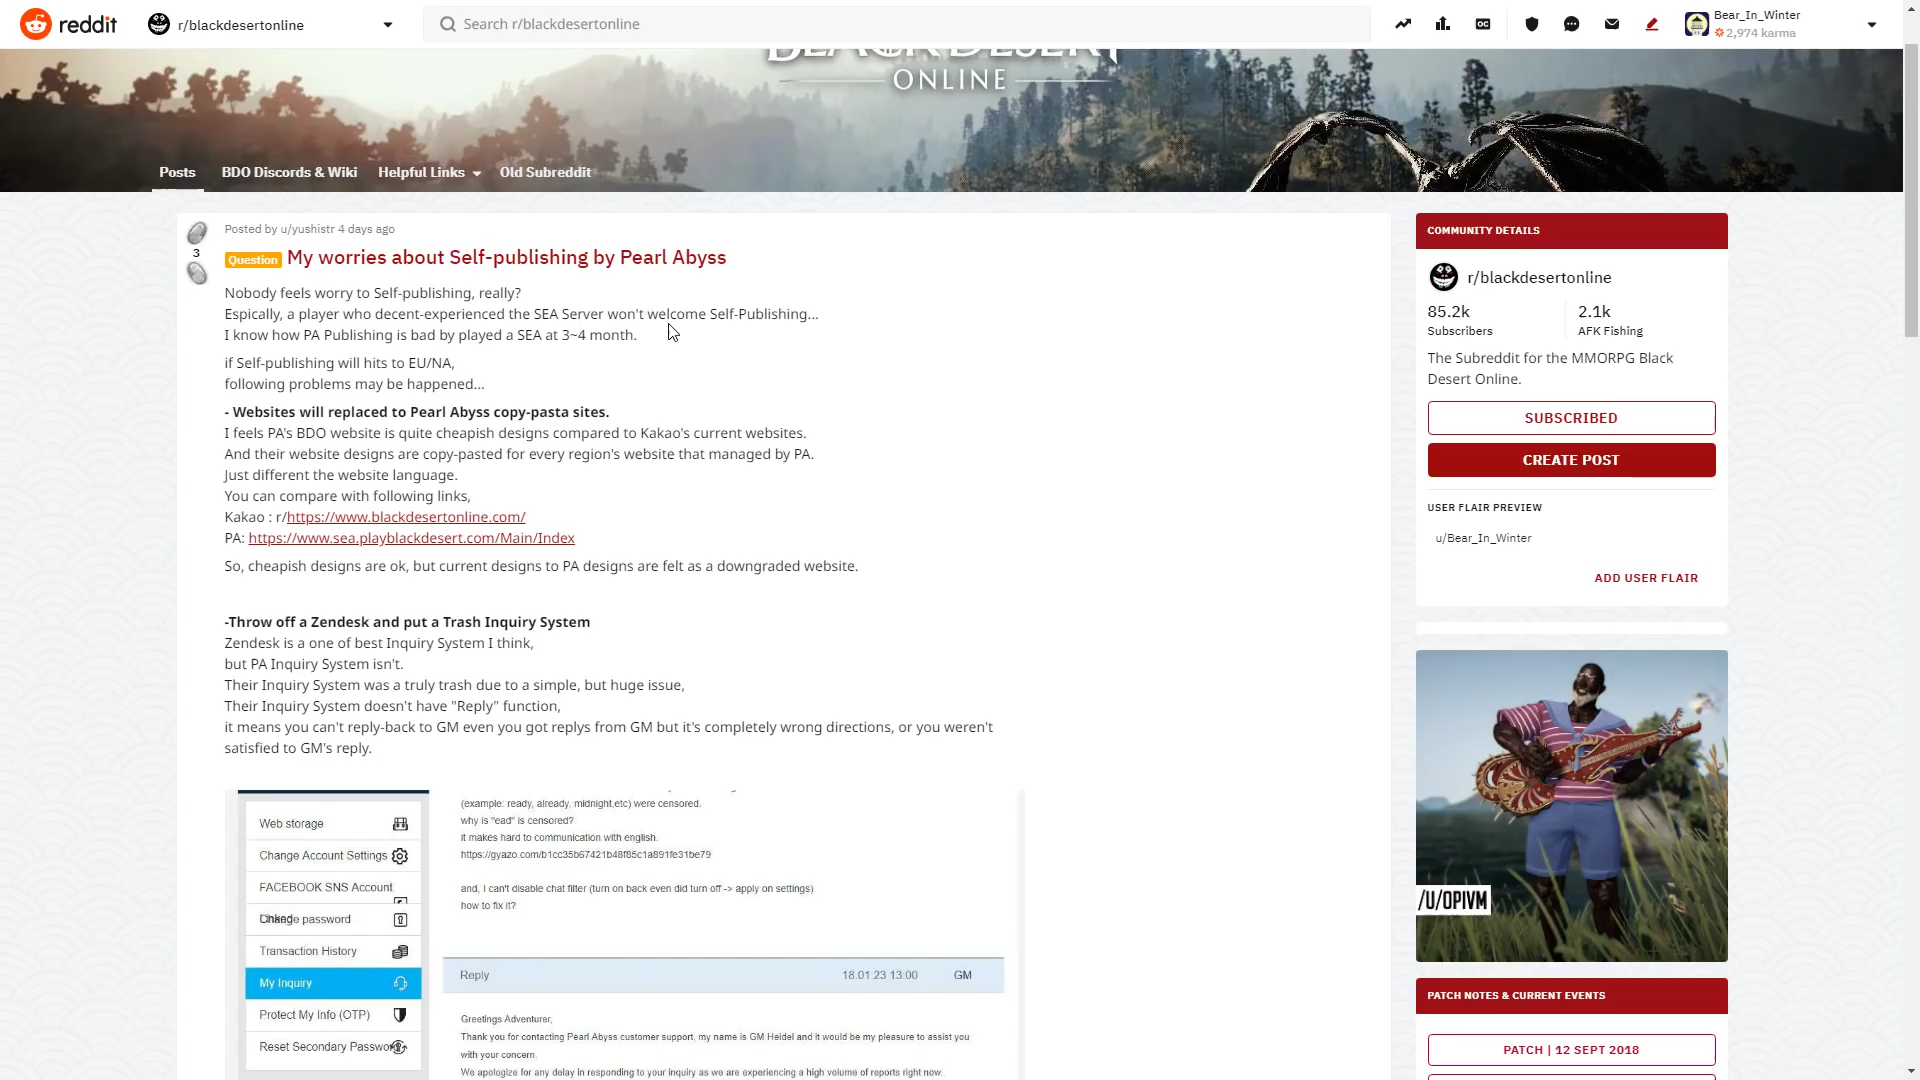 reddit
r/blackdesertonline
Search r/blackdesertonline
Bear_In_Winter
2,974 karma
BLACK DESERT
ONLINE
Posts
BDO Discords & Wiki
Helpful Links
Old Subreddit
Posted by u/yushistr 4 days ago
3
Question My worries about Self-publishing by Pearl Abyss
Nobody feels worry to Self-publishing, really?
Espically, a player who decent-experienced the SEA Server won't welcome Self-Publishing...
I know how PA Publishing is bad by played a SEA at 3~4 month.
if Self-publishing will hits to EU/NA,
following problems may be happened...
- Websites will replaced to Pearl Abyss copy-pasta sites.
I feels PA's BDO website is quite cheapish designs compared to Kakao's current websites.
And their website designs are copy-pasted for every region's website that managed by PA.
Just different the website language.
You can compare with following links,
Kakao : r/https://www.blackdesertonline.com/
PA: https://www.sea.playblackdesert.com/Main/Index
So, cheapish designs are ok, but current designs to PA designs are felt as a downgraded website.
-Throw off a Zendesk and put a Trash Inquiry System
Zendesk is a one of best Inquiry System I think,
but PA Inquiry System isn't.
Their Inquiry System was a truly trash due to a simple, but huge issue,
Their Inquiry System doesn't have "Reply" function,
it means you can't reply-back to GM even you got replys from GM but it's completely wrong directions, or you weren't
satisfied to GM's reply.
Web storage
Change Account Settings
FACEBOOK SNS Account
Linked
Change password
Transaction History
My Inquiry
Protect My Info (OTP)
Reset Secondary Password
(example: ready, already, midnight,etc) were censored.
why is "ead" is censored?
it makes hard to communication with english.
https://gyazo.com/b1cc35b67421b48f85c1a891fe31be79
and, I can't disable chat filter (turn on back even did turn off -> apply on settings)
how to fix it?
Reply
18.01.23 13:00
GM
Greetings Adventurer,
Thank you for contacting Pearl Abyss customer support, my name is GM Heidel and it would be my pleasure to assist you
with your concern.
We apologize for any delay in responding to your inquiry as we are experiencing a high volume of reports right now.
COMMUNITY DETAILS
r/blackdesertonline
85.2k
Subscribers
2.1k
AFK Fishing
The Subreddit for the MMORPG Black
Desert Online.
SUBSCRIBED
CREATE POST
USER FLAIR PREVIEW
u/Bear_In_Winter
ADD USER FLAIR
/U/OPIVM
PATCH NOTES & CURRENT EVENTS
PATCH | 12 SEPT 2018